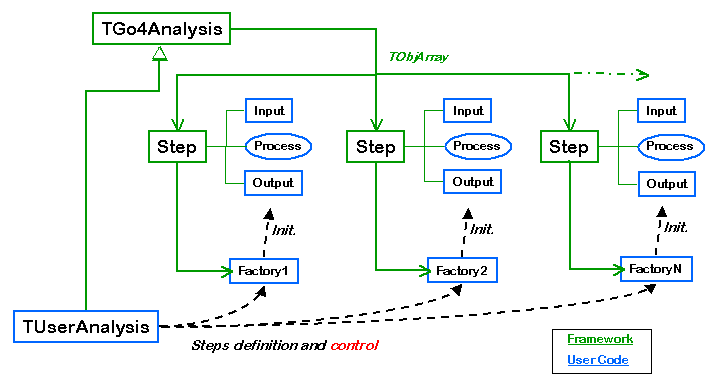 TGo4Analysis
TObjArray
Input
Input
Input
Step
Process
Step
Process
Step
Process
Output
Output
Output
Init.
Init.
Init.
Factory1
Factory2
FactoryN
TUserAnalysis
Steps definition and control
Framework
User Code